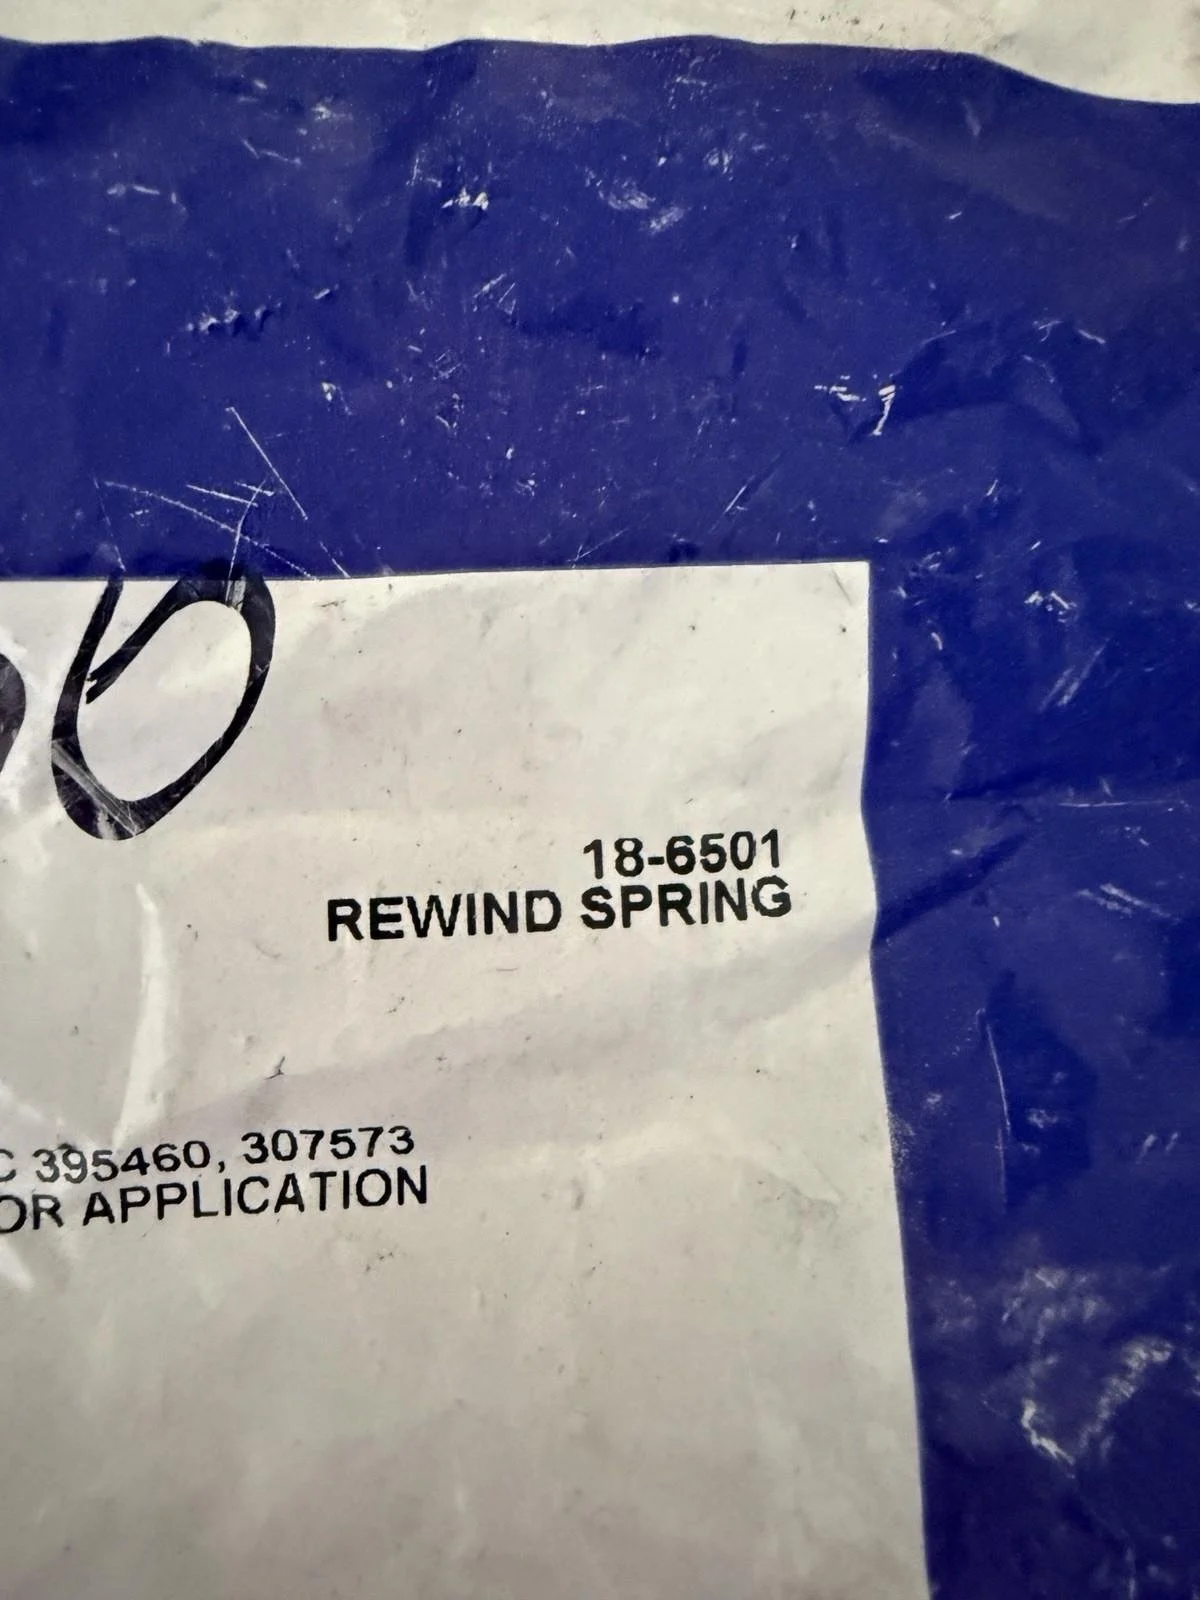 18-6501
REWIND SPRING
C 395460, 307573
OR APPLICATION